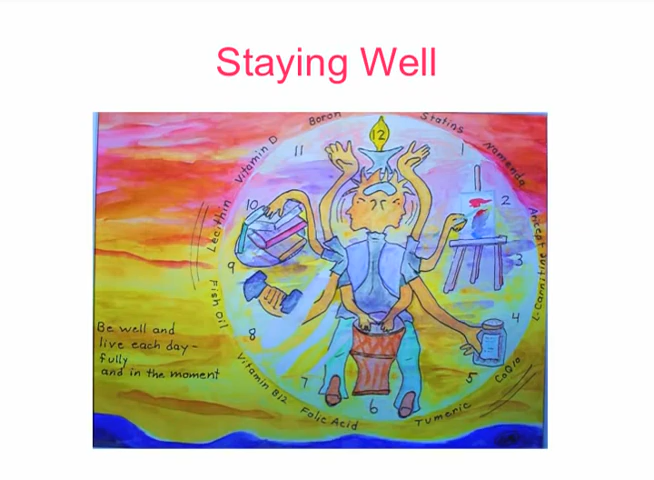 Staying Well
Boron
Statins
Namenda
Aricept
L-Carnitine
CoQ10
Tumeric
Folic Acid
Vitamin B12
Fish Oil
Lecithin
Vitamin D
12
1
2
3
4
5
6
7
8
9
10
11
Be well and
live each day-
fully
and in the moment